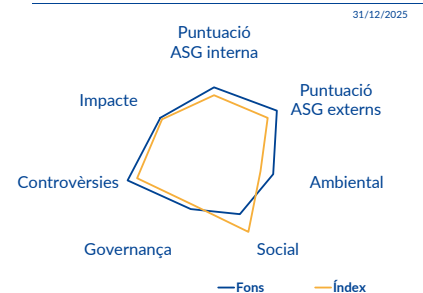 31/12/2025
Puntuació
ASG interna
Puntuació
ASG externs
Impacte
Controvèrsies
Ambiental
Governança
Social
Fons
Índex